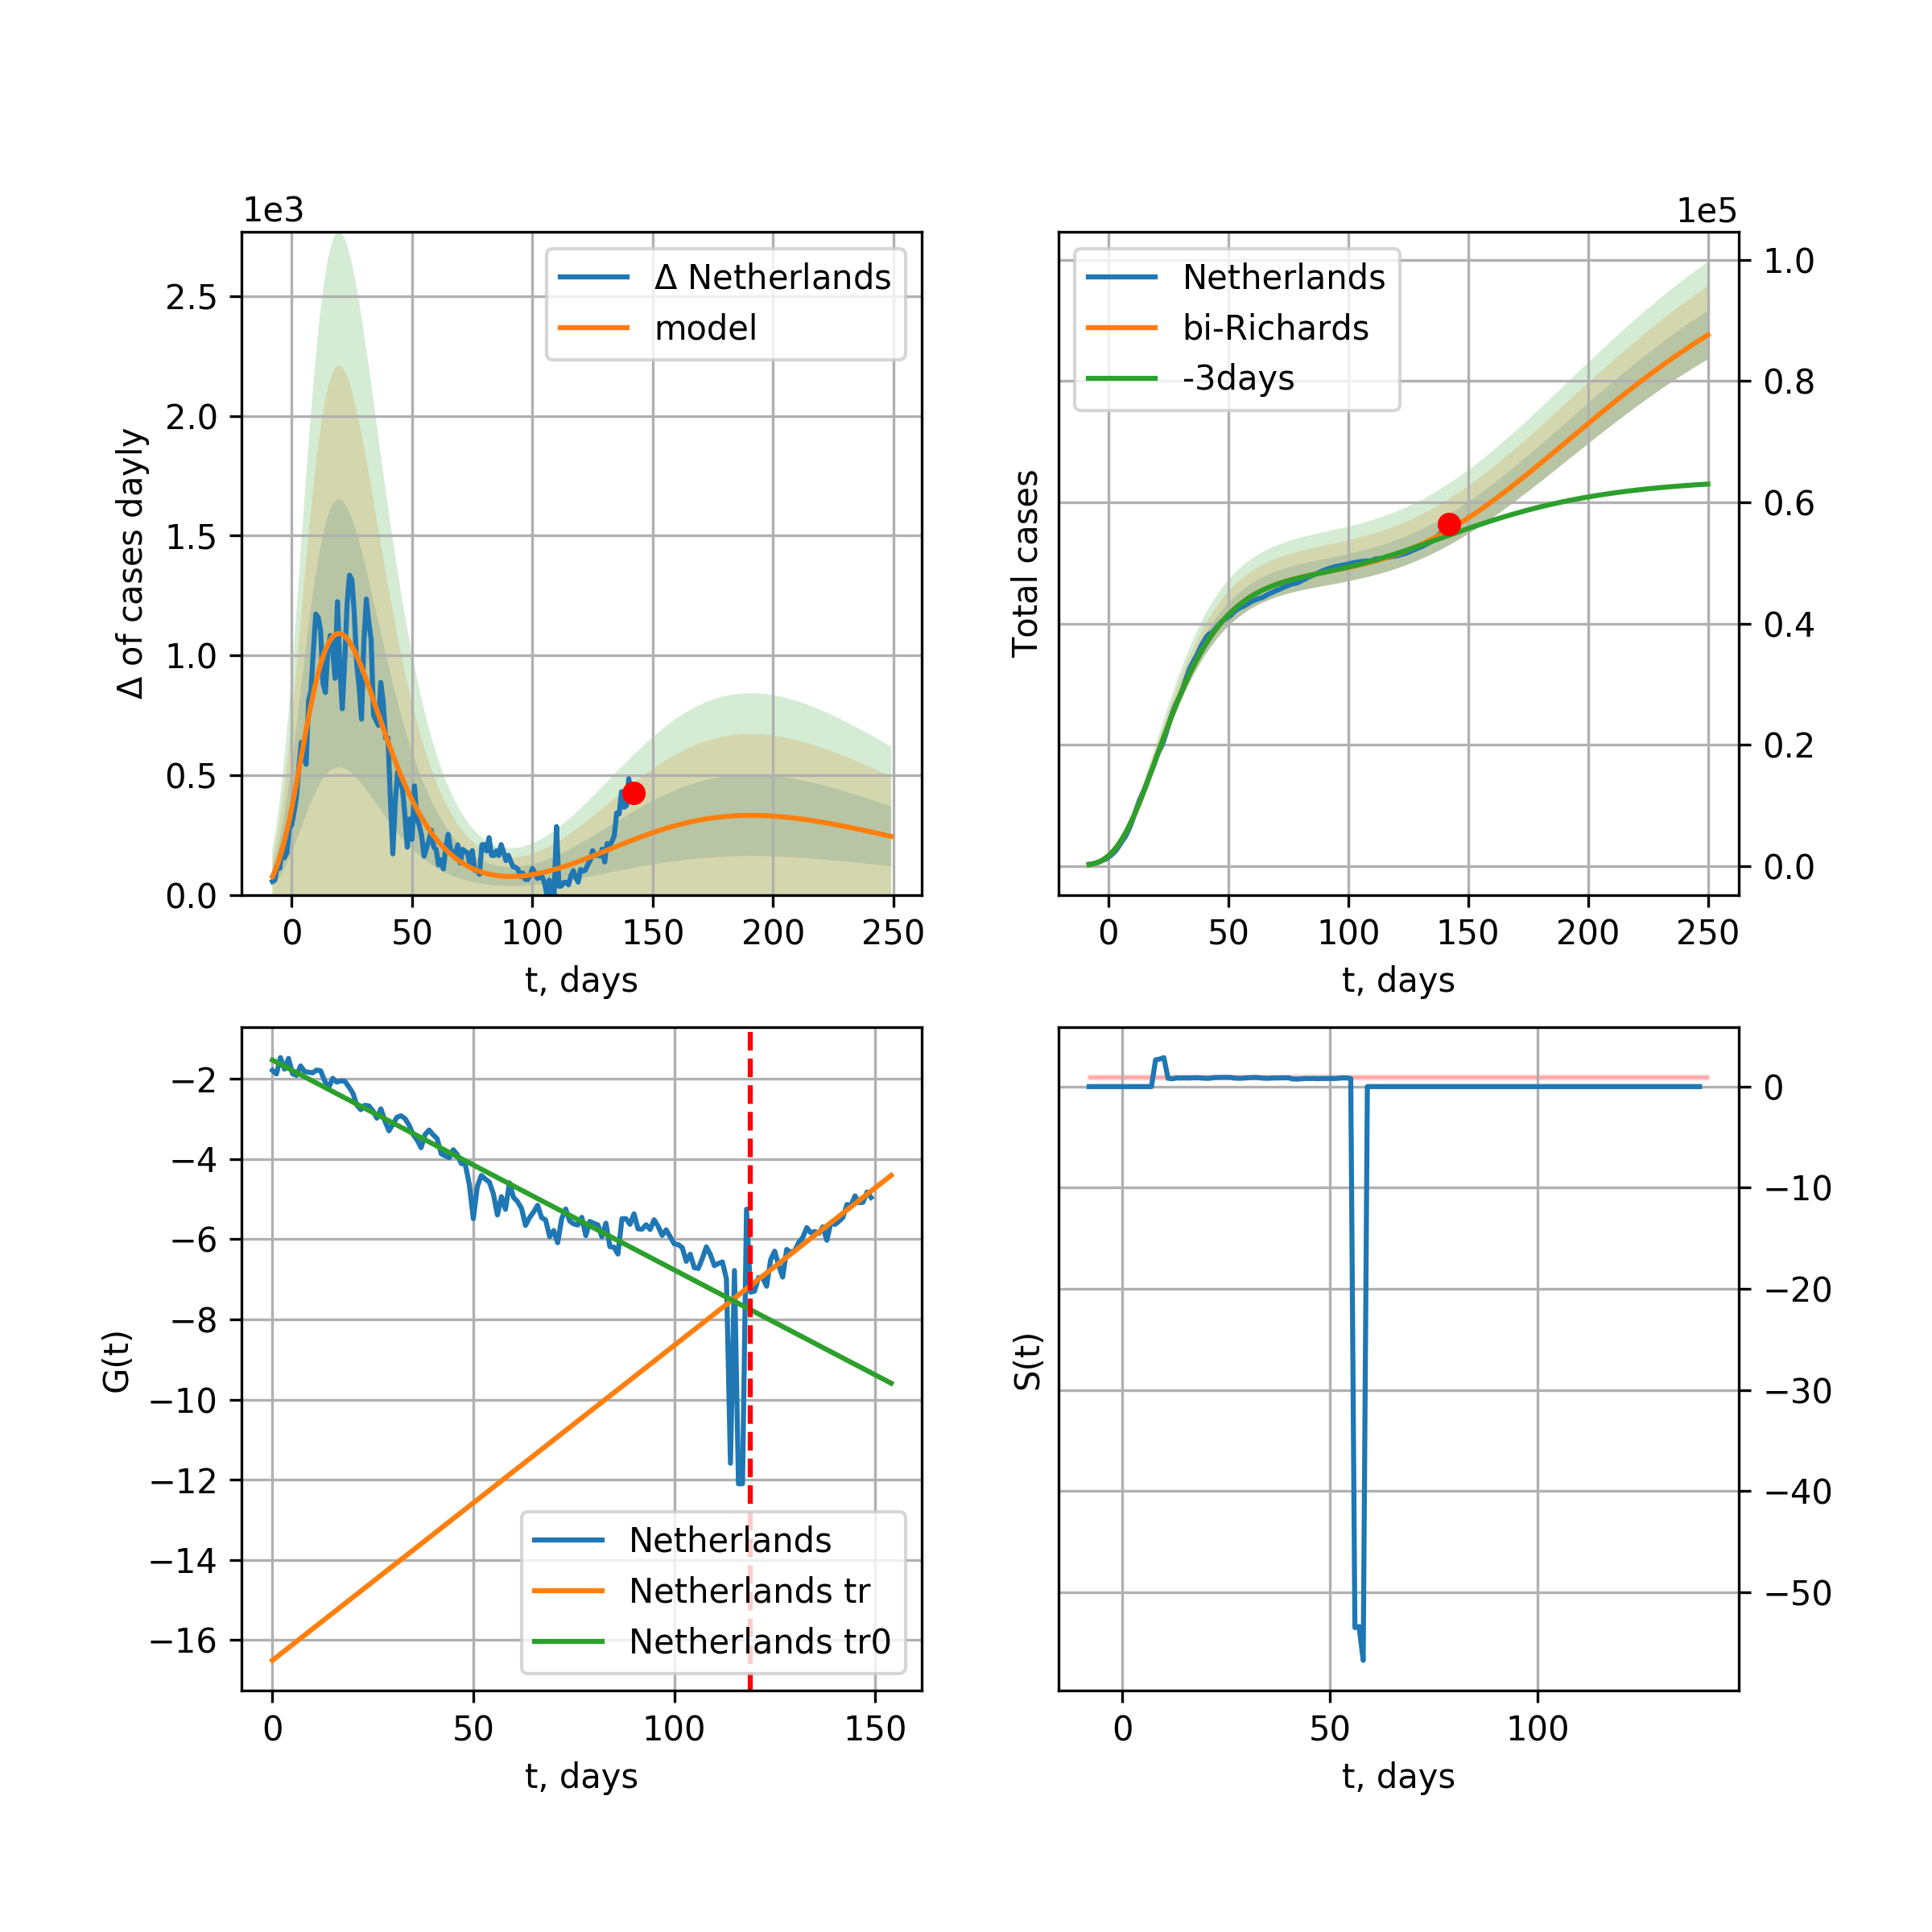 1e3
Δ of cases dayly
2.5
2.0
1.5
1.0
0.5
0.0
Δ Netherlands
model
0 50 100 150 200 250
t, days
1e5
Total cases
Netherlands
bi-Richards
-3days
1.0
0.8
0.6
0.4
0.2
0.0
0 50 100 150 200 250
t, days
G(t)
−2
−4
−6
−8
−10
−12
−14
−16
Netherlands
Netherlands tr
Netherlands tr0
0 50 100 150
t, days
S(t)
0
−10
−20
−30
−40
−50
0 50 100
t, days